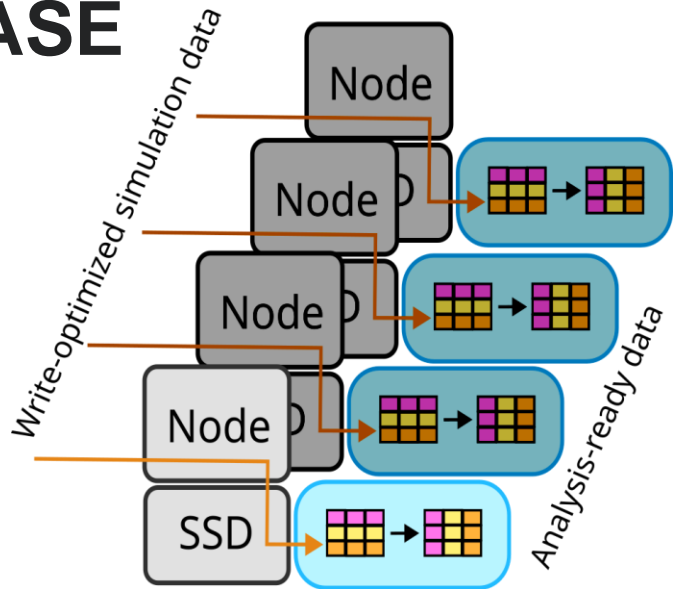 ASE
Write-optimized simulation data
Node
Node
D
Node
D
Node
D
SSD
Analysis-ready data